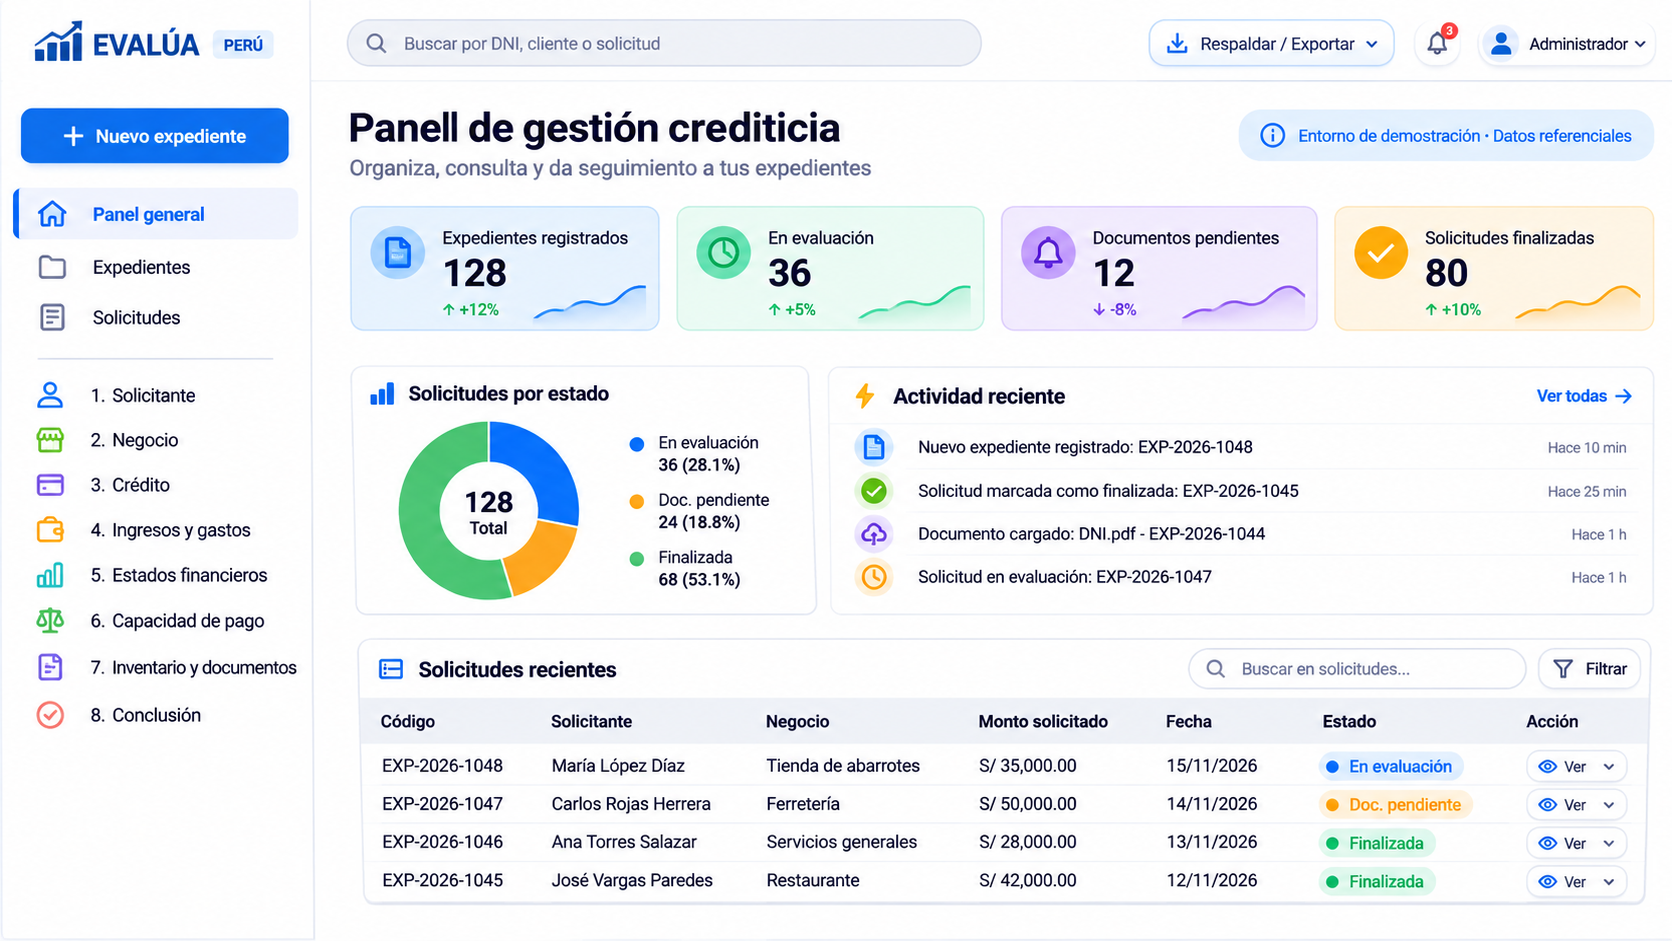 EVALÚA PERÚ
Buscar por DNI, cliente o solicitud
Respaldar / Exportar
3
Administrador
Nuevo expediente
Panel general
Expedientes
Solicitudes
1. Solicitante
2. Negocio
3. Crédito
4. Ingresos y gastos
5. Estados financieros
6. Capacidad de pago
7. Inventario y documentos
8. Conclusión
Panell de gestión crediticia
Organiza, consulta y da seguimiento a tus expedientes
Entorno de demostración · Datos referenciales
Expedientes registrados
128
↑ +12%
En evaluación
36
↑ +5%
Documentos pendientes
12
↓ -8%
Solicitudes finalizadas
80
↑ +10%
Solicitudes por estado
128
Total
En evaluación
36 (28.1%)
Doc. pendiente
24 (18.8%)
Finalizada
68 (53.1%)
Actividad reciente
Ver todas →
Nuevo expediente registrado: EXP-2026-1048 Hace 10 min
Solicitud marcada como finalizada: EXP-2026-1045 Hace 25 min
Documento cargado: DNI.pdf - EXP-2026-1044 Hace 1 h
Solicitud en evaluación: EXP-2026-1047 Hace 1 h
Solicitudes recientes
Buscar en solicitudes...
Filtrar
Código Solicitante Negocio Monto solicitado Fecha Estado Acción
EXP-2026-1048 María López Díaz Tienda de abarrotes S/ 35,000.00 15/11/2026 En evaluación Ver
EXP-2026-1047 Carlos Rojas Herrera Ferretería S/ 50,000.00 14/11/2026 Doc. pendiente Ver
EXP-2026-1046 Ana Torres Salazar Servicios generales S/ 28,000.00 13/11/2026 Finalizada Ver
EXP-2026-1045 José Vargas Paredes Restaurante S/ 42,000.00 12/11/2026 Finalizada Ver